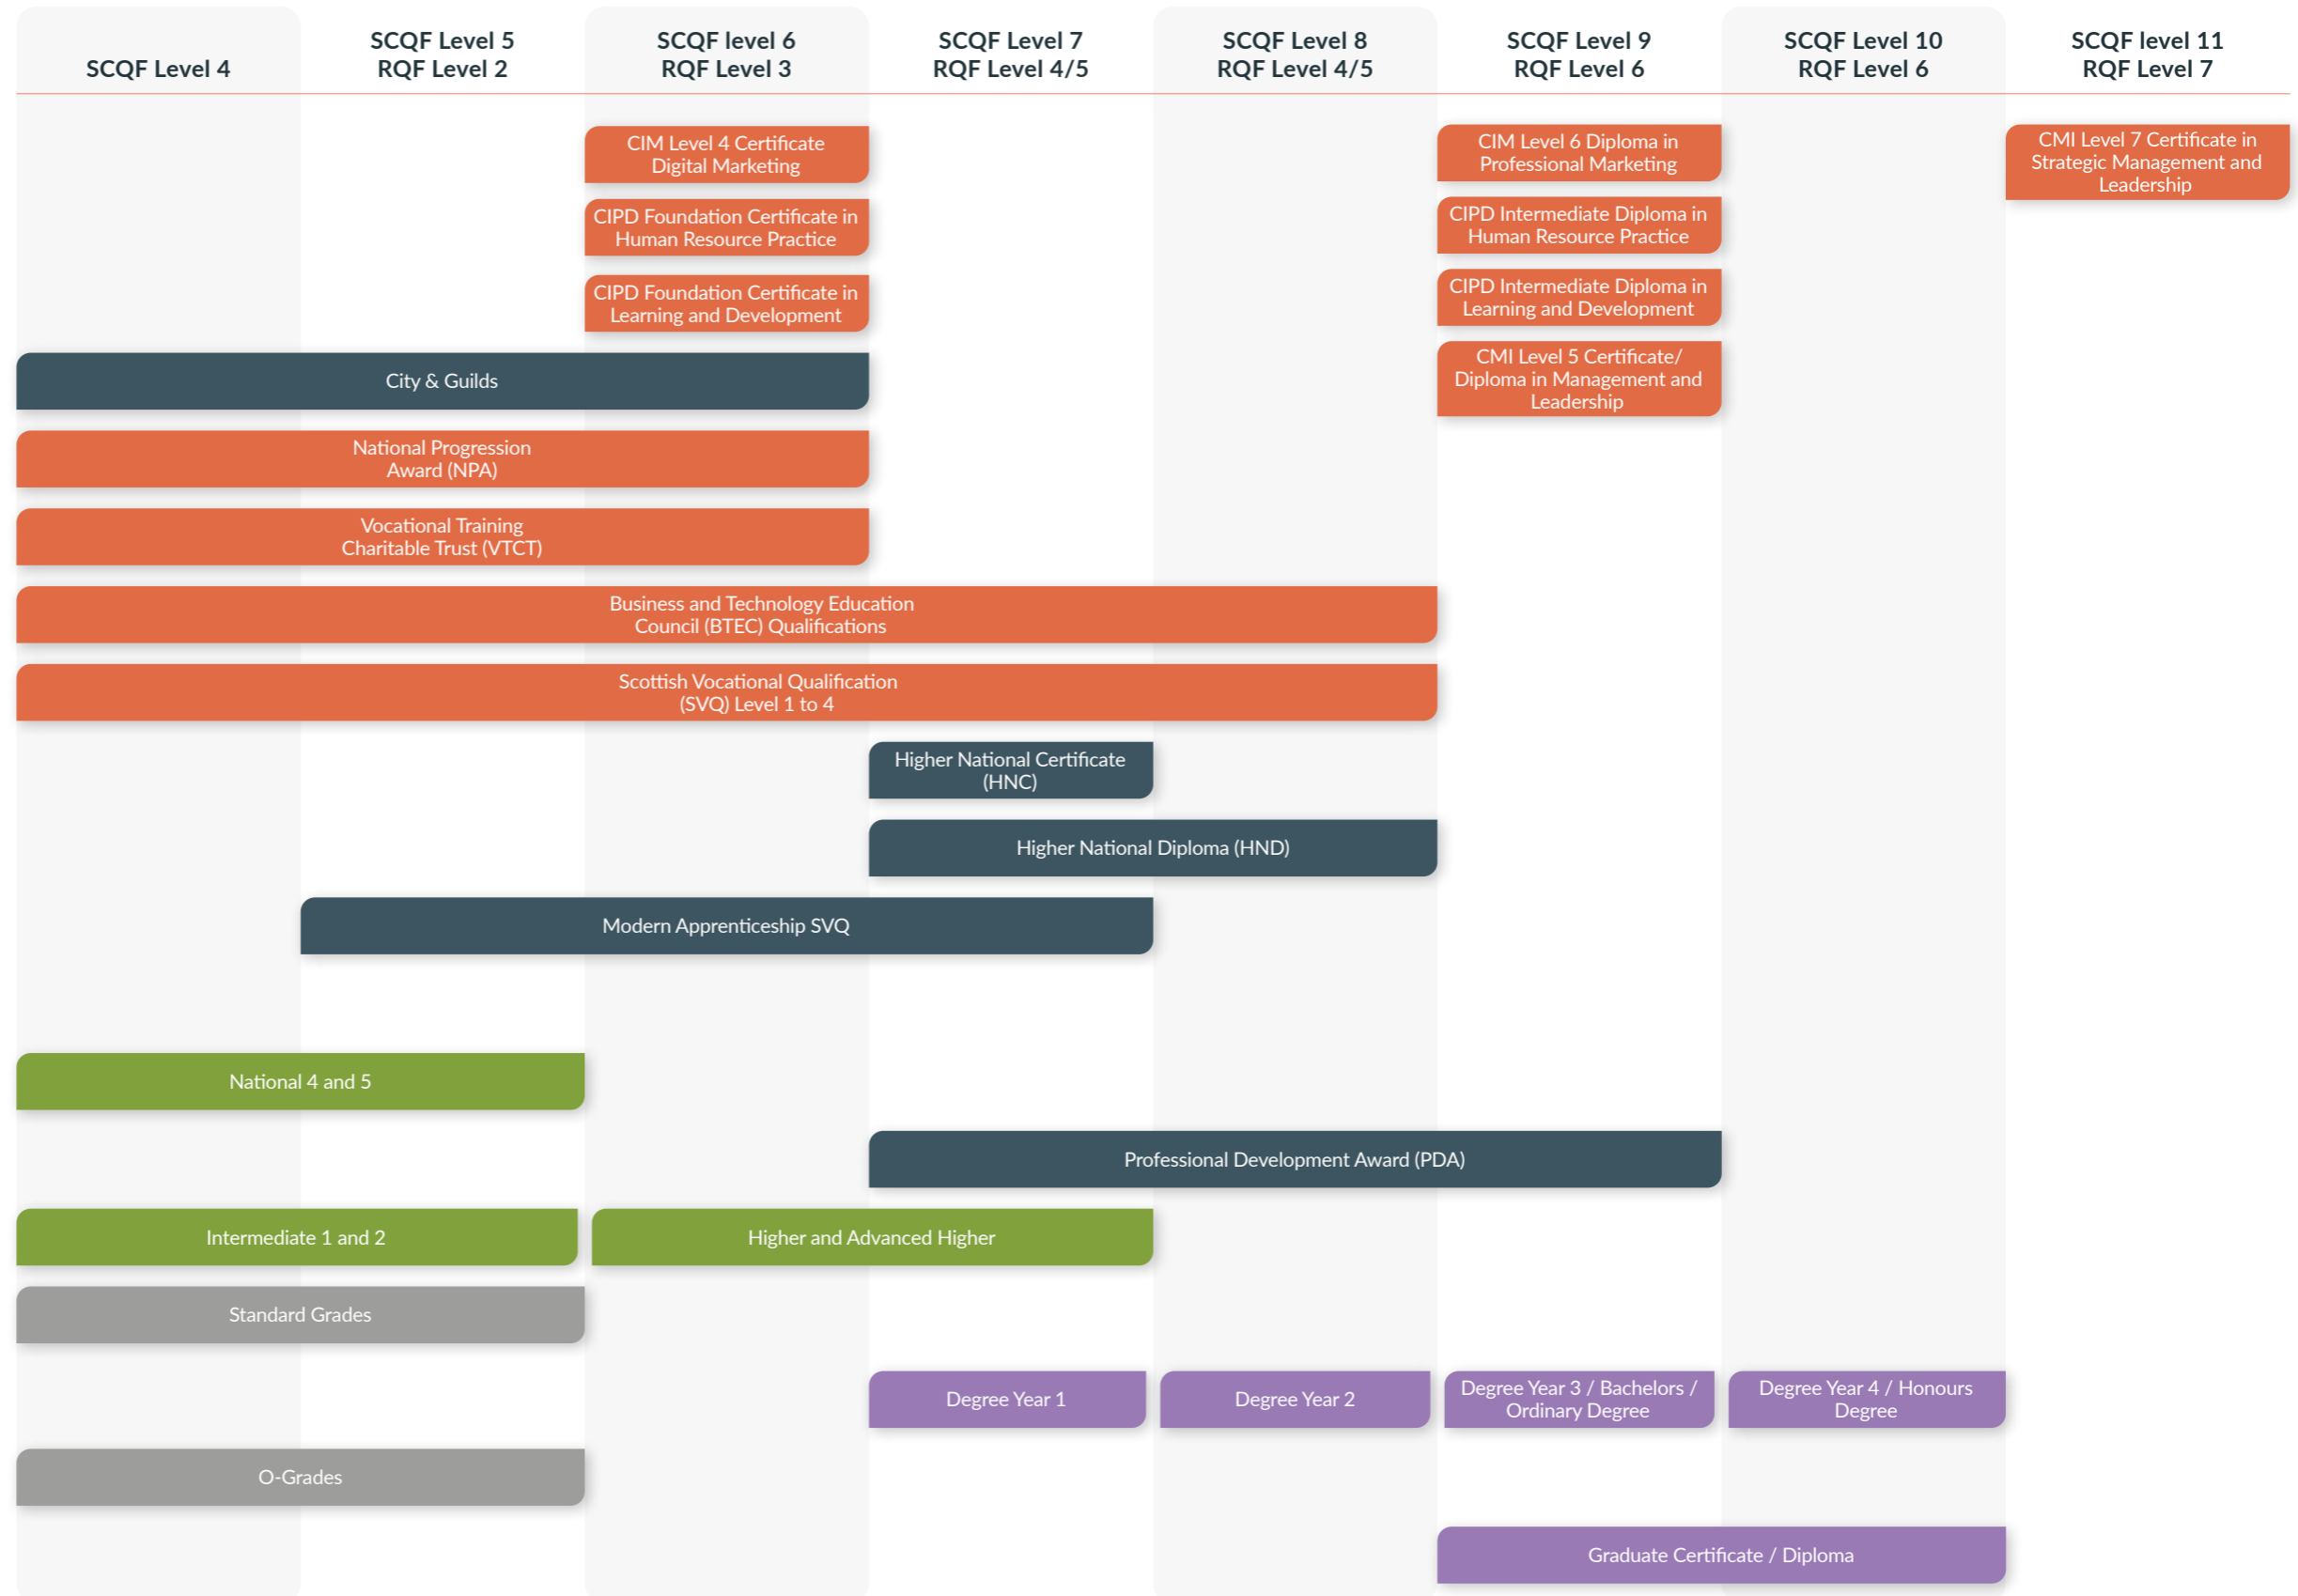 SCQF Level 4
SCQF Level 5
RQF Level 2
SCQF level 6
RQF Level 3
SCQF Level 7
RQF Level 4/5
SCQF Level 8
RQF Level 4/5
SCQF Level 9
RQF Level 6
SCQF Level 10
RQF Level 6
SCQF level 11
RQF Level 7
CIM Level 4 Certificate
Digital Marketing
CIM Level 6 Diploma in
Professional Marketing
CMI Level 7 Certificate in
Strategic Management and
Leadership
CIPD Foundation Certificate in
Human Resource Practice
CIPD Intermediate Diploma in
Human Resource Practice
CIPD Foundation Certificate in
Learning and Development
CIPD Intermediate Diploma in
Learning and Development
City & Guilds
CMI Level 5 Certificate/
Diploma in Management and
Leadership
National Progression
Award (NPA)
Vocational Training
Charitable Trust (VTCT)
Business and Technology Education
Council (BTEC) Qualifications
Scottish Vocational Qualification
(SVQ) Level 1 to 4
Higher National Certificate
(HNC)
Higher National Diploma (HND)
Modern Apprenticeship SVQ
National 4 and 5
Professional Development Award (PDA)
Intermediate 1 and 2
Higher and Advanced Higher
Standard Grades
Degree Year 1
Degree Year 2
Degree Year 3 / Bachelors /
Ordinary Degree
Degree Year 4 / Honours
Degree
O-Grades
Graduate Certificate / Diploma